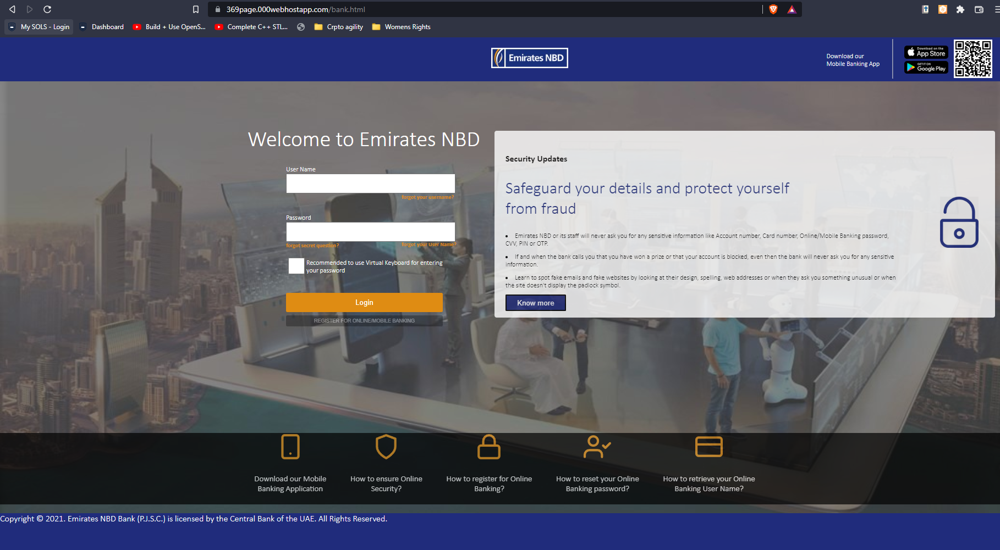 369page.000webhostapp.com/bank.html
My SOLS - Login
Dashboard
Build + Use OpenS...
Complete C++ STL...
Crpto agility
Womens Rights
Emirates NBD
Download our
Mobile Banking App
Download on the
App Store
GET IT ON
Google Play
Welcome to Emirates NBD
User Name
forgot your username?
Password
forgot secret question?
forgot your User Name?
Recommended to use Virtual Keyboard for entering
your password
Login
REGISTER FOR ONLINE/MOBILE BANKING
Security Updates
Safeguard your details and protect yourself
from fraud
• Emirates NBD or its staff will never ask you for any sensitive information like Account number, Card number, Online/Mobile Banking password,
CVV, PIN or OTP.
• If and when the bank calls you that you have won a prize or that your account is blocked, even then the bank will never ask you for any sensitive
information.
• Learn to spot fake emails and fake websites by looking at their design, spelling, web addresses or when they ask you something unusual or when
the site doesn't display the padlock symbol.
Know more
Download our Mobile
Banking Application
How to ensure Online
Security?
How to register for Online
Banking?
How to reset your Online
Banking password?
How to retrieve your Online
Banking User Name?
Copyright © 2021. Emirates NBD Bank (P.J.S.C.) is licensed by the Central Bank of the UAE. All Rights Reserved.